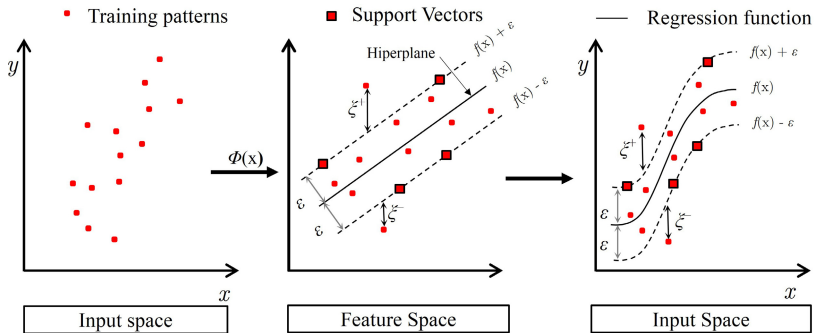 Training patterns
Support Vectors
Regression function
y
x
Φ(x)
Input space
Hiperplane
f(x) + ε
f(x)
f(x) - ε
ξ+
ε
ε
ξ-
Feature Space
y
f(x) + ε
f(x)
f(x) - ε
ξ+
ε
ε
ξ-
x
Input Space